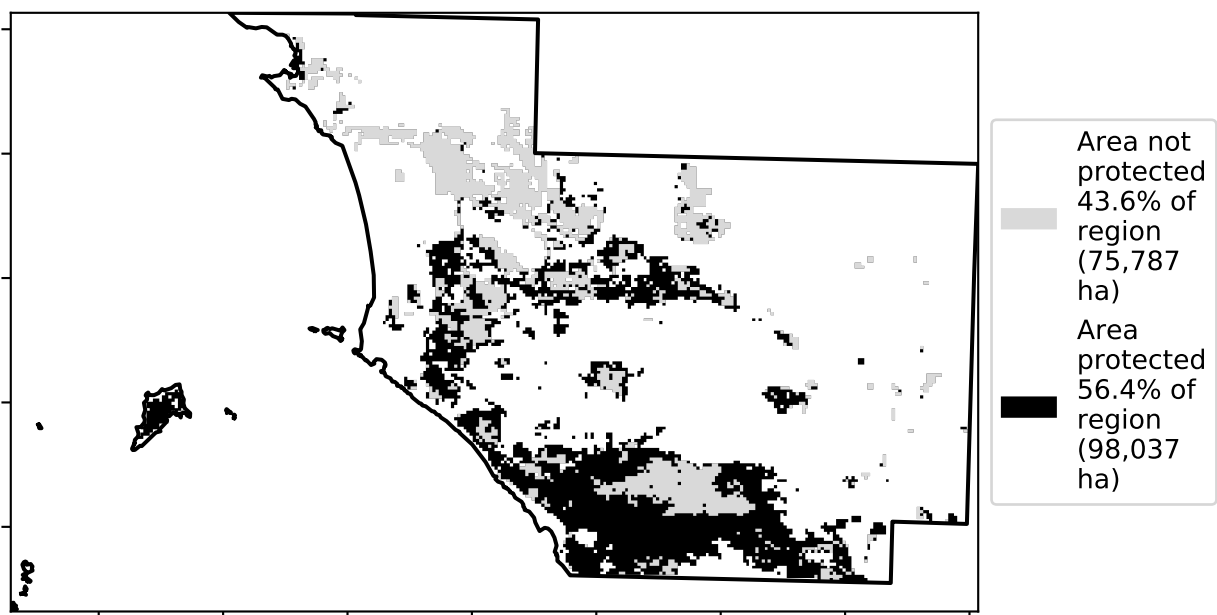 Area not
protected
43.6% of
region
(75,787
ha)
Area
protected
56.4% of
region
(98,037
ha)